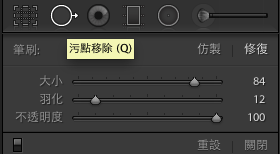 污點移除 (Q)
筆刷: 仿製 修復
大小 84
羽化 12
不透明度 100
重設 關閉